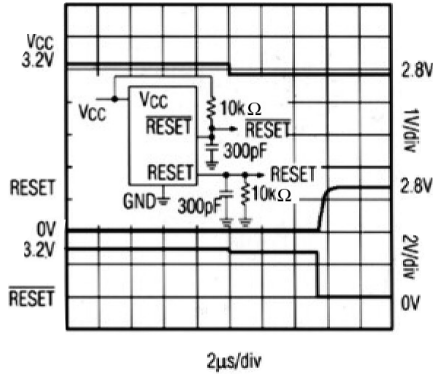 VCC
3.2V
2.8V
VCC
VCC
10kΩ
RESET
RESET
300pF
1V/div
RESET
RESET
RESET
2.8V
GND
300pF
10kΩ
0V
3.2V
2V/div
RESET
0V
2µs/div